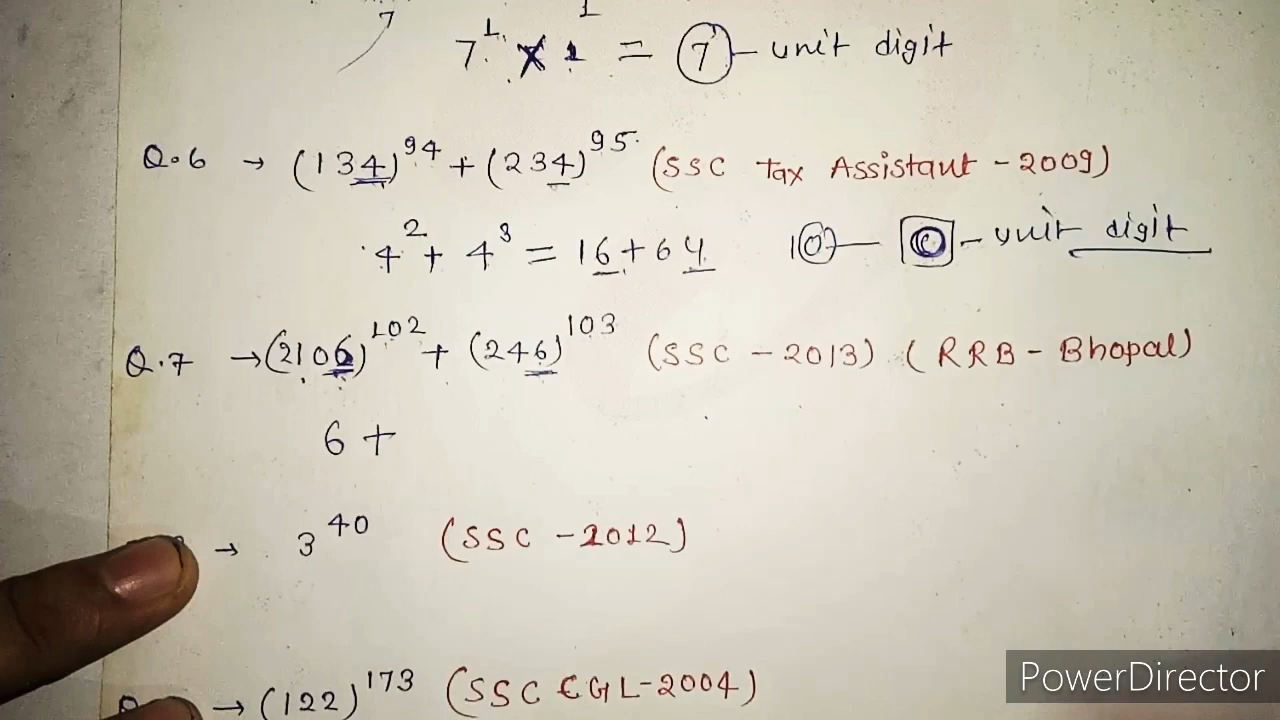 7
1
7¹ × 1 = 7 - unit digit
Q.6 → (134)⁹⁴ + (234)⁹⁵ (SSC Tax Assistant - 2009)
4² + 4³ = 16 + 64 10 — 0 - unit digit
Q.7 → (2106)¹⁰² + (246)¹⁰³ (SSC - 2013) (RRB - Bhopal)
6 +
→ 3⁴⁰ (SSC - 2012)
→ (122)¹⁷³ (SSC CGL-2004)
PowerDirector